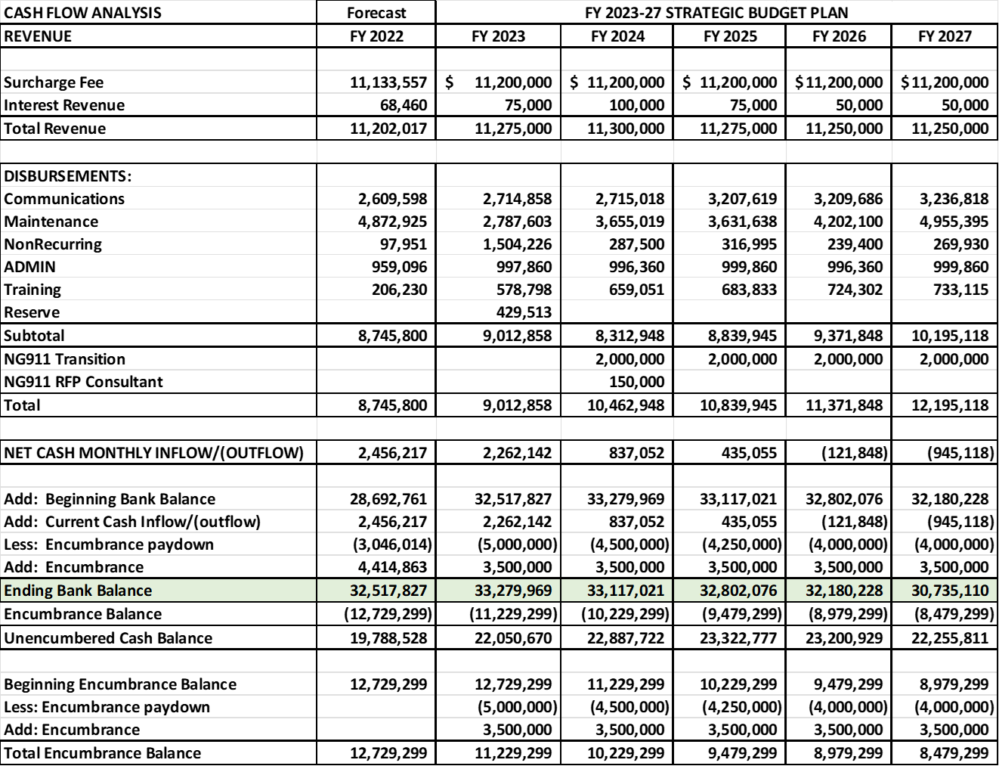 CASH FLOW ANALYSIS Forecast FY 2023-27 STRATEGIC BUDGET PLAN
REVENUE FY 2022 FY 2023 FY 2024 FY 2025 FY 2026 FY 2027
Surcharge Fee 11,133,557 $ 11,200,000 $ 11,200,000 $ 11,200,000 $11,200,000 $11,200,000
Interest Revenue 68,460 75,000 100,000 75,000 50,000 50,000
Total Revenue 11,202,017 11,275,000 11,300,000 11,275,000 11,250,000 11,250,000
DISBURSEMENTS:
Communications 2,609,598 2,714,858 2,715,018 3,207,619 3,209,686 3,236,818
Maintenance 4,872,925 2,787,603 3,655,019 3,631,638 4,202,100 4,955,395
NonRecurring 97,951 1,504,226 287,500 316,995 239,400 269,930
ADMIN 959,096 997,860 996,360 999,860 996,360 999,860
Training 206,230 578,798 659,051 683,833 724,302 733,115
Reserve 429,513
Subtotal 8,745,800 9,012,858 8,312,948 8,839,945 9,371,848 10,195,118
NG911 Transition 2,000,000 2,000,000 2,000,000 2,000,000
NG911 RFP Consultant 150,000
Total 8,745,800 9,012,858 10,462,948 10,839,945 11,371,848 12,195,118
NET CASH MONTHLY INFLOW/(OUTFLOW) 2,456,217 2,262,142 837,052 435,055 (121,848) (945,118)
Add: Beginning Bank Balance 28,692,761 32,517,827 33,279,969 33,117,021 32,802,076 32,180,228
Add: Current Cash Inflow/(outflow) 2,456,217 2,262,142 837,052 435,055 (121,848) (945,118)
Less: Encumbrance paydown (3,046,014) (5,000,000) (4,500,000) (4,250,000) (4,000,000) (4,000,000)
Add: Encumbrance 4,414,863 3,500,000 3,500,000 3,500,000 3,500,000 3,500,000
Ending Bank Balance 32,517,827 33,279,969 33,117,021 32,802,076 32,180,228 30,735,110
Encumbrance Balance (12,729,299) (11,229,299) (10,229,299) (9,479,299) (8,979,299) (8,479,299)
Unencumbered Cash Balance 19,788,528 22,050,670 22,887,722 23,322,777 23,200,929 22,255,811
Beginning Encumbrance Balance 12,729,299 12,729,299 11,229,299 10,229,299 9,479,299 8,979,299
Less: Encumbrance paydown (5,000,000) (4,500,000) (4,250,000) (4,000,000) (4,000,000)
Add: Encumbrance 3,500,000 3,500,000 3,500,000 3,500,000 3,500,000
Total Encumbrance Balance 12,729,299 11,229,299 10,229,299 9,479,299 8,979,299 8,479,299